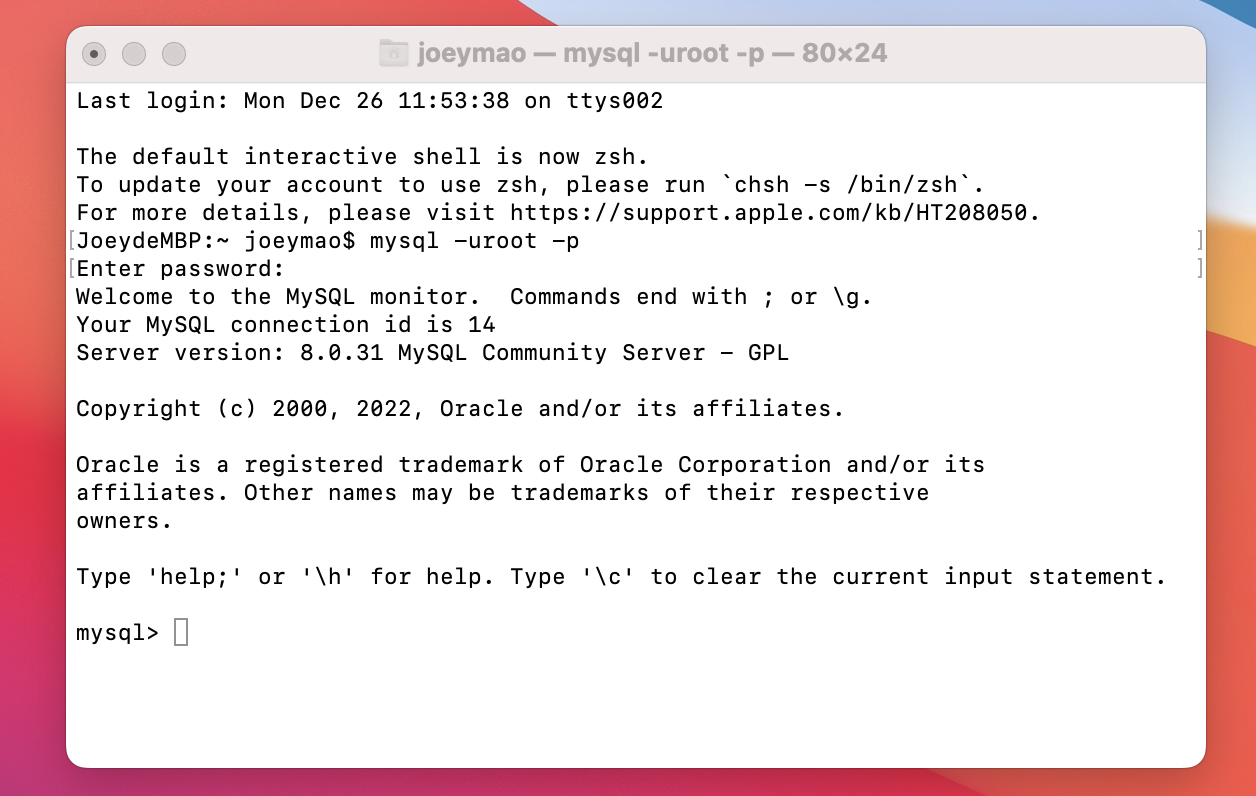 joeymao — mysql -uroot -p — 80×24
Last login: Mon Dec 26 11:53:38 on ttys002
The default interactive shell is now zsh.
To update your account to use zsh, please run `chsh -s /bin/zsh`.
For more details, please visit https://support.apple.com/kb/HT208050.
[JoeydeMBP:~ joeymao$ mysql -uroot -p ]
[Enter password: ]
Welcome to the MySQL monitor.  Commands end with ; or \g.
Your MySQL connection id is 14
Server version: 8.0.31 MySQL Community Server - GPL
Copyright (c) 2000, 2022, Oracle and/or its affiliates.
Oracle is a registered trademark of Oracle Corporation and/or its
affiliates. Other names may be trademarks of their respective
owners.
Type 'help;' or '\h' for help. Type '\c' to clear the current input statement.
mysql>